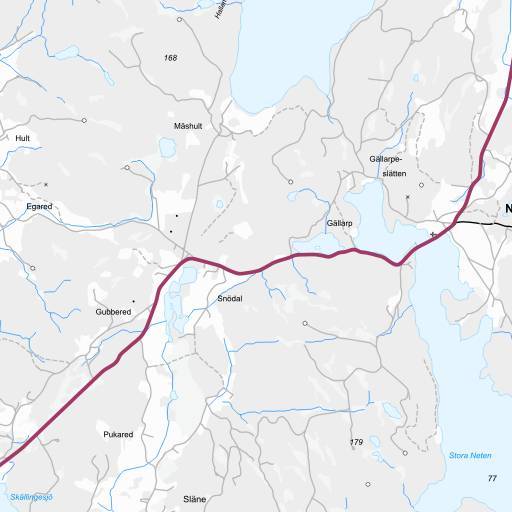 168
Måshult
Hult
Gällarpe-
slätten
Egared
N
Gällarp
Snödal
Gubbered
Pukared
179
Stora Neten
77
Skällingesjö
Släne